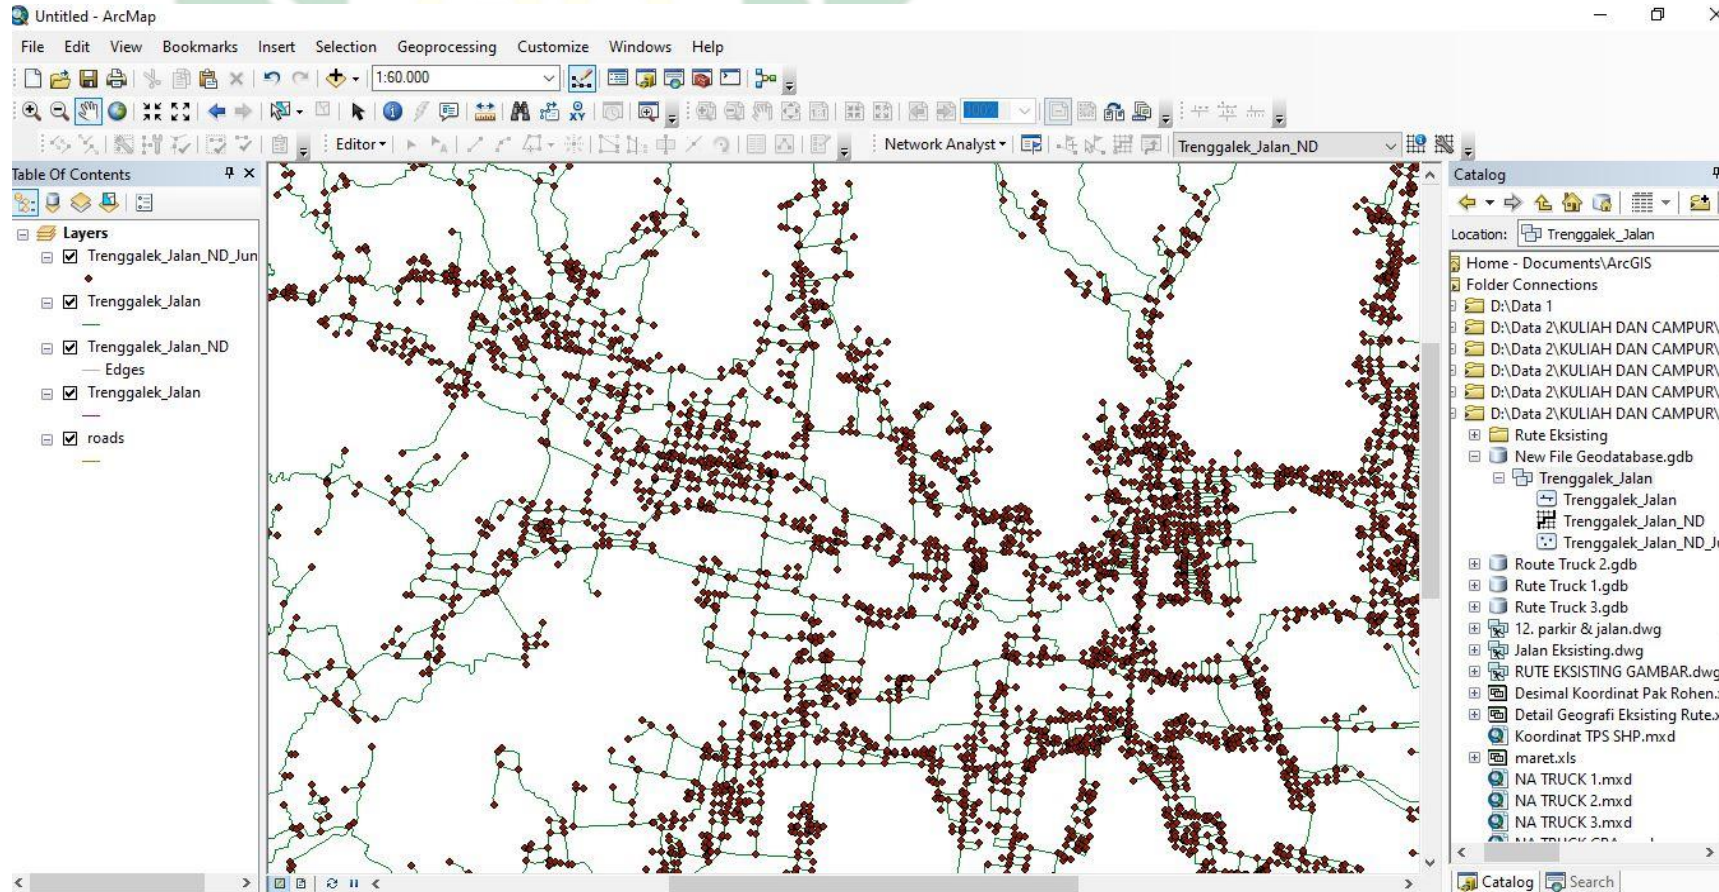 Untitled - ArcMap
File Edit View Bookmarks Insert Selection Geoprocessing Customize Windows Help
1:60.000
100%
Editor
Network Analyst
Trenggalek_Jalan_ND
Table Of Contents
Layers
Trenggalek_Jalan_ND_Jun
Trenggalek_Jalan
Trenggalek_Jalan_ND
Edges
Trenggalek_Jalan
roads
Catalog
Location: Trenggalek_Jalan
Home - Documents\ArcGIS
Folder Connections
D:\Data 1
D:\Data 2\KULIAH DAN CAMPUR\
D:\Data 2\KULIAH DAN CAMPUR\
D:\Data 2\KULIAH DAN CAMPUR\
D:\Data 2\KULIAH DAN CAMPUR\
D:\Data 2\KULIAH DAN CAMPUR\
Rute Eksisting
New File Geodatabase.gdb
Trenggalek_Jalan
Trenggalek_Jalan
Trenggalek_Jalan_ND
Trenggalek_Jalan_ND_Ju
Route Truck 2.gdb
Rute Truck 1.gdb
Rute Truck 3.gdb
12. parkir & jalan.dwg
Jalan Eksisting.dwg
RUTE EKSISTING GAMBAR.dwg
Desimal Koordinat Pak Rohen.x
Detail Geografi Eksisting Rute.x
Koordinat TPS SHP.mxd
maret.xls
NA TRUCK 1.mxd
NA TRUCK 2.mxd
NA TRUCK 3.mxd
Catalog Search